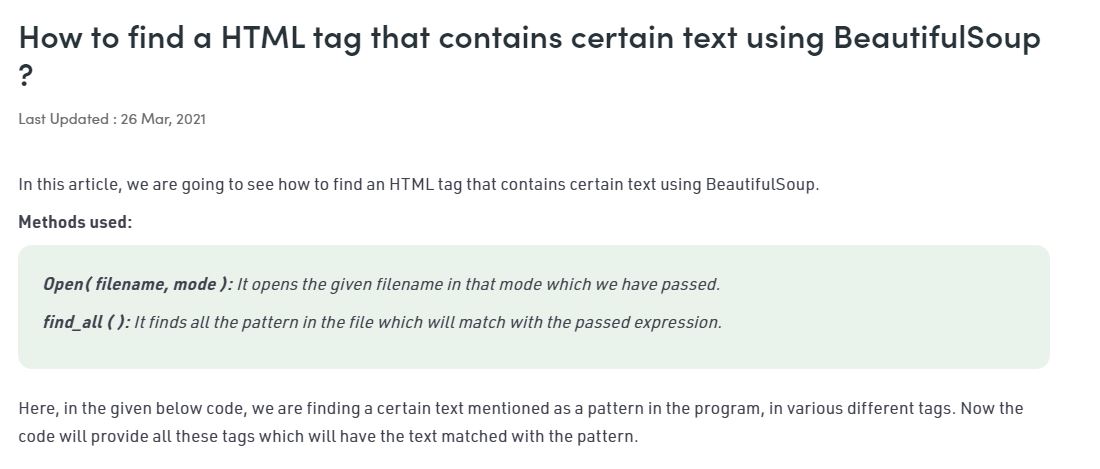 How to find a HTML tag that contains certain text using BeautifulSoup
?
Last Updated : 26 Mar, 2021
In this article, we are going to see how to find an HTML tag that contains certain text using BeautifulSoup.
Methods used:
Open( filename, mode ): It opens the given filename in that mode which we have passed.
find_all ( ): It finds all the pattern in the file which will match with the passed expression.
Here, in the given below code, we are finding a certain text mentioned as a pattern in the program, in various different tags. Now the
code will provide all these tags which will have the text matched with the pattern.